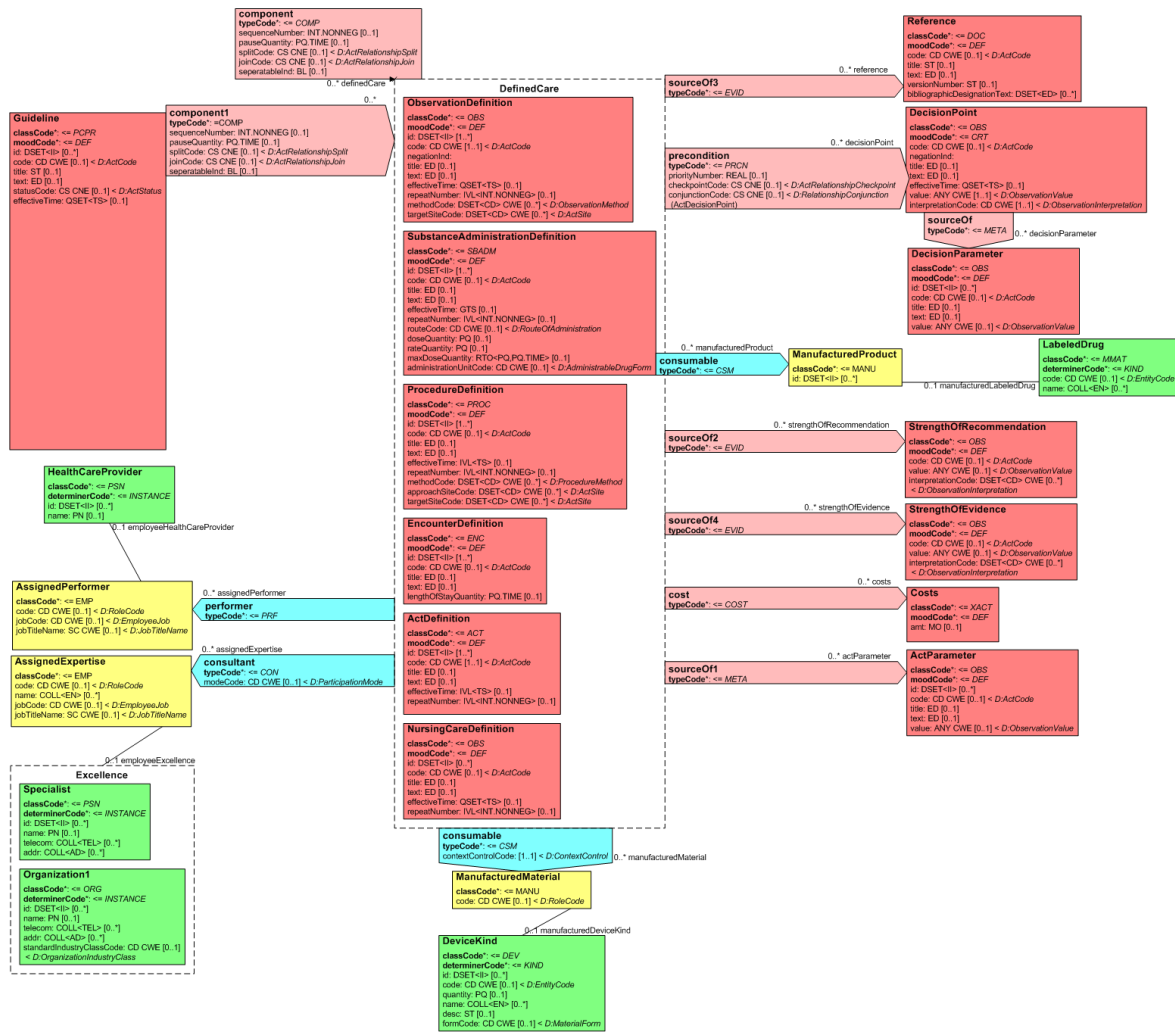 component
typeCode*: <= COMP
sequenceNumber: INT.NONNEG [0..1]
pauseQuantity: PQ.TIME [0..1]
splitCode: CS CNE [0..1] < D:ActRelationshipSplit
joinCode: CS CNE [0..1] < D:ActRelationshipJoin
seperatableInd: BL [0..1]
0..* definedCare
Guideline
classCode*: <= PCPR
moodCode*: <= DEF
id: DSET<II> [0..*]
code: CD CWE [0..1] < D:ActCode
title: ST [0..1]
text: ED [0..1]
statusCode: CS CNE [0..1] < D:ActStatus
effectiveTime: QSET<TS> [0..1]
component1
typeCode*: =COMP
sequenceNumber: INT.NONNEG [0..1]
pauseQuantity: PQ.TIME [0..1]
splitCode: CS CNE [0..1] < D:ActRelationshipSplit
joinCode: CS CNE [0..1] < D:ActRelationshipJoin
seperatableInd: BL [0..1]
0..*
DefinedCare
ObservationDefinition
classCode*: <= OBS
moodCode*: <= DEF
id: DSET<II> [1..*]
code: CD CWE [1..1] < D:ActCode
negationInd:
title: ED [0..1]
text: ED [0..1]
effectiveTime: QSET<TS> [0..1]
repeatNumber: IVL<INT.NONNEG> [0..1]
methodCode: DSET<CD> CWE [0..*] < D:ObservationMethod
targetSiteCode: DSET<CD> CWE [0..*] < D:ActSite
SubstanceAdministrationDefinition
classCode*: <= SBADM
moodCode*: <= DEF
id: DSET<II> [1..*]
code: CD CWE [0..1] < D:ActCode
title: ED [0..1]
text: ED [0..1]
effectiveTime: GTS [0..1]
repeatNumber: IVL<INT.NONNEG> [0..1]
routeCode: CD CWE [0..1] < D:RouteOfAdministration
doseQuantity: PQ [0..1]
rateQuantity: PQ [0..1]
maxDoseQuantity: RTO<PQ,PQ.TIME> [0..1]
administrationUnitCode: CD CWE [0..1] < D:AdministrableDrugForm
ProcedureDefinition
classCode*: <= PROC
moodCode*: <= DEF
id: DSET<II> [1..*]
code: CD CWE [0..1] < D:ActCode
title: ED [0..1]
text: ED [0..1]
effectiveTime: IVL<TS> [0..1]
repeatNumber: IVL<INT.NONNEG> [0..1]
methodCode: DSET<CD> CWE [0..*] < D:ProcedureMethod
approachSiteCode: DSET<CD> CWE [0..*] < D:ActSite
targetSiteCode: DSET<CD> CWE [0..*] < D:ActSite
EncounterDefinition
classCode*: <= ENC
moodCode*: <= DEF
id: DSET<II> [1..*]
code: CD CWE [0..1] < D:ActCode
title: ED [0..1]
text: ED [0..1]
lengthOfStayQuantity: PQ.TIME [0..1]
ActDefinition
classCode*: <= ACT
moodCode*: <= DEF
id: DSET<II> [1..*]
code: CD CWE [1..1] < D:ActCode
title: ED [0..1]
text: ED [0..1]
effectiveTime: IVL<TS> [0..1]
repeatNumber: IVL<INT.NONNEG> [0..1]
NursingCareDefinition
classCode*: <= OBS
moodCode*: <= DEF
id: DSET<II> [0..*]
code: CD CWE [0..1] < D:ActCode
title: ED [0..1]
text: ED [0..1]
effectiveTime: QSET<TS> [0..1]
repeatNumber: IVL<INT.NONNEG> [0..1]
0..* reference
sourceOf3
typeCode*: <= EVID
Reference
classCode*: <= DOC
moodCode*: <= DEF
code: CD CWE [0..1] < D:ActCode
title: ST [0..1]
text: ED [0..1]
versionNumber: ST [0..1]
bibliographicDesignationText: DSET<ED> [0..*]
0..* decisionPoint
precondition
typeCode*: <= PRCN
priorityNumber: REAL [0..1]
checkpointCode: CS CNE [0..1] < D:ActRelationshipCheckpoint
conjunctionCode: CS CNE [0..1] < D:RelationshipConjunction
(ActDecisionPoint)
DecisionPoint
classCode*: <= OBS
moodCode*: <= CRT
code: CD CWE [0..1] < D:ActCode
negationInd:
title: ED [0..1]
text: ED [0..1]
effectiveTime: QSET<TS> [0..1]
value: ANY CWE [1..1] < D:ObservationValue
interpretationCode: CD CWE [1..1] < D:ObservationInterpretation
sourceOf
typeCode*: <= META
0..* decisionParameter
DecisionParameter
classCode*: <= OBS
moodCode*: <= DEF
id: DSET<II> [0..*]
code: CD CWE [0..1] < D:ActCode
title: ED [0..1]
text: ED [0..1]
value: ANY CWE [0..1] < D:ObservationValue
0..* manufacturedProduct
consumable
typeCode*: <= CSM
ManufacturedProduct
classCode*: <= MANU
id: DSET<II> [0..*]
0..1 manufacturedLabeledDrug
LabeledDrug
classCode*: <= MMAT
determinerCode*: <= KIND
code: CD CWE [0..1] < D:EntityCode
name: COLL<EN> [0..*]
0..* strengthOfRecommendation
sourceOf2
typeCode*: <= EVID
StrengthOfRecommendation
classCode*: <= OBS
moodCode*: <= DEF
code: CD CWE [0..1] < D:ActCode
value: ANY CWE [0..1] < D:ObservationValue
interpretationCode: DSET<CD> CWE [0..*]
< D:ObservationInterpretation
0..* strengthOfEvidence
sourceOf4
typeCode*: <= EVID
StrengthOfEvidence
classCode*: <= OBS
moodCode*: <= DEF
code: CD CWE [0..1] < D:ActCode
value: ANY CWE [0..1] < D:ObservationValue
interpretationCode: DSET<CD> CWE [0..*]
< D:ObservationInterpretation
0..* costs
cost
typeCode*: <= COST
Costs
classCode*: <= XACT
moodCode*: <= DEF
amt: MO [0..1]
0..* actParameter
sourceOf1
typeCode*: <= META
ActParameter
classCode*: <= OBS
moodCode*: <= DEF
id: DSET<II> [0..*]
code: CD CWE [0..1] < D:ActCode
title: ED [0..1]
text: ED [0..1]
value: ANY CWE [0..1] < D:ObservationValue
HealthCareProvider
classCode*: <= PSN
determinerCode*: <= INSTANCE
id: DSET<II> [0..*]
name: PN [0..1]
0..1 employeeHealthCareProvider
AssignedPerformer
classCode*: <= EMP
code: CD CWE [0..1] < D:RoleCode
jobCode: CD CWE [0..1] < D:EmployeeJob
jobTitleName: SC CWE [0..1] < D:JobTitleName
0..* assignedPerformer
performer
typeCode*: <= PRF
AssignedExpertise
classCode*: <= EMP
code: CD CWE [0..1] < D:RoleCode
name: COLL<EN> [0..*]
jobCode: CD CWE [0..1] < D:EmployeeJob
jobTitleName: SC CWE [0..1] < D:JobTitleName
0..* assignedExpertise
consultant
typeCode*: <= CON
modeCode: CD CWE [0..1] < D:ParticipationMode
0..1 employeeExcellence
Excellence
Specialist
classCode*: <= PSN
determinerCode*: <= INSTANCE
id: DSET<II> [0..*]
name: PN [0..1]
telecom: COLL<TEL> [0..*]
addr: COLL<AD> [0..*]
Organization1
classCode*: <= ORG
determinerCode*: <= INSTANCE
id: DSET<II> [0..*]
name: PN [0..1]
telecom: COLL<TEL> [0..*]
addr: COLL<AD> [0..*]
standardIndustryClassCode: CD CWE [0..1]
< D:OrganizationIndustryClass
consumable
typeCode*: <= CSM
contextControlCode: [1..1] < D:ContextControl
0..* manufacturedMaterial
ManufacturedMaterial
classCode*: <= MANU
code: CD CWE [0..1] < D:RoleCode
0..1 manufacturedDeviceKind
DeviceKind
classCode*: <= DEV
determinerCode*: <= KIND
id: DSET<II> [0..*]
code: CD CWE [0..1] < D:EntityCode
quantity: PQ [0..1]
name: COLL<EN> [0..*]
desc: ST [0..1]
formCode: CD CWE [0..1] < D:MaterialForm